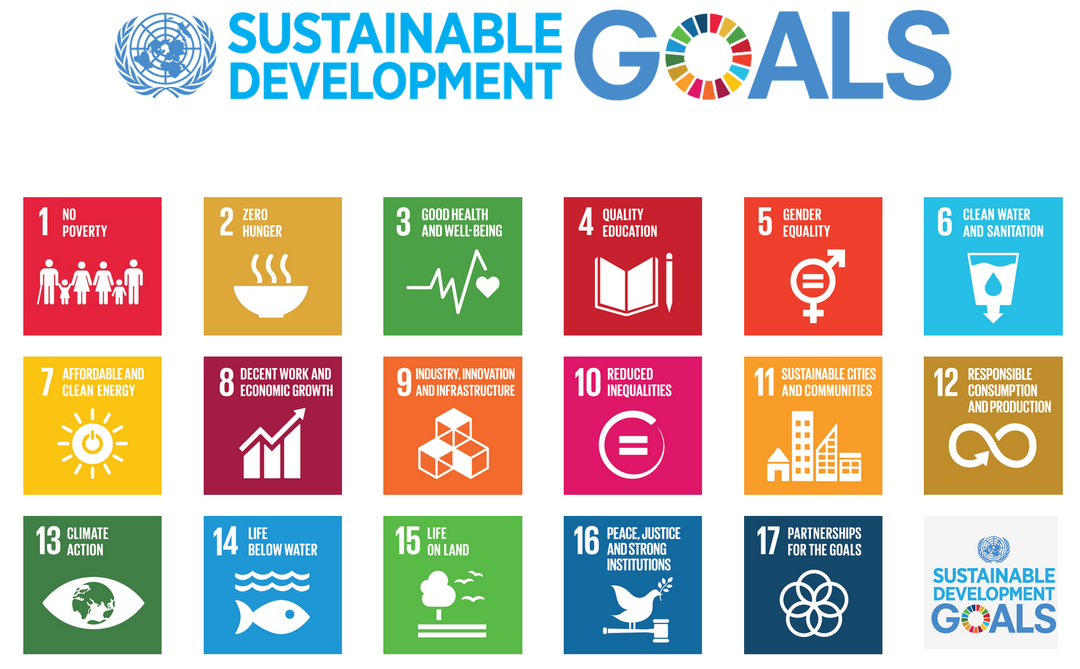 SUSTAINABLE
DEVELOPMENT
GOALS
1 NO
POVERTY
2 ZERO
HUNGER
3 GOOD HEALTH
AND WELL-BEING
4 QUALITY
EDUCATION
5 GENDER
EQUALITY
6 CLEAN WATER
AND SANITATION
7 AFFORDABLE AND
CLEAN ENERGY
8 DECENT WORK AND
ECONOMIC GROWTH
9 INDUSTRY, INNOVATION
AND INFRASTRUCTURE
10 REDUCED
INEQUALITIES
11 SUSTAINABLE CITIES
AND COMMUNITIES
12 RESPONSIBLE
CONSUMPTION
AND PRODUCTION
13 CLIMATE
ACTION
14 LIFE
BELOW WATER
15 LIFE
ON LAND
16 PEACE, JUSTICE
AND STRONG
INSTITUTIONS
17 PARTNERSHIPS
FOR THE GOALS
SUSTAINABLE
DEVELOPMENT
GOALS